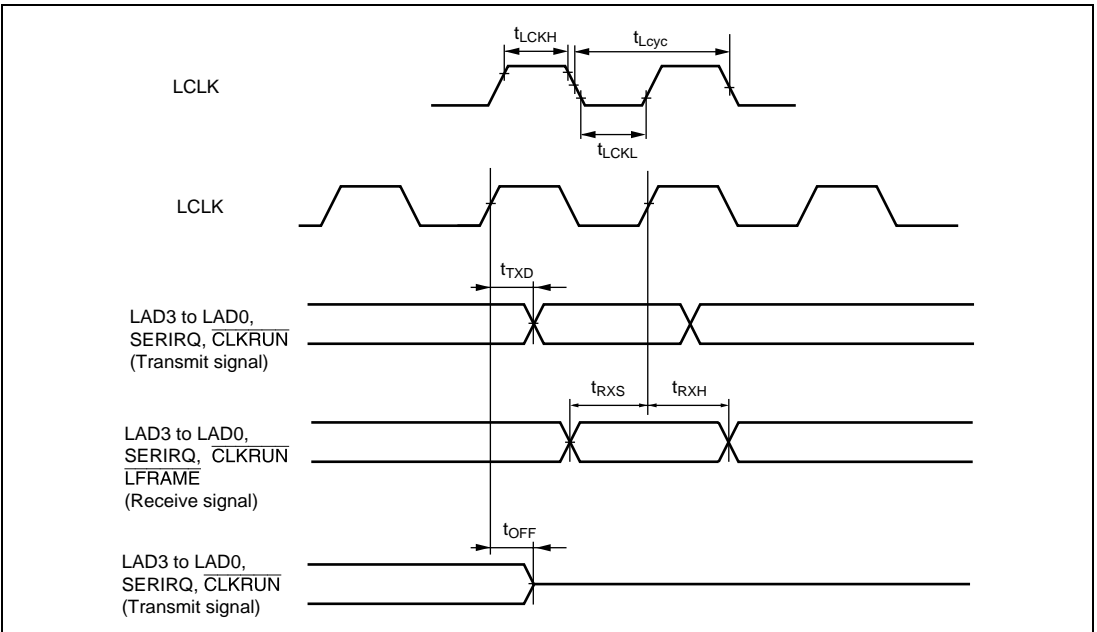 tLCKH
tLcyc
LCLK
tLCKL
LCLK
tTXD
LAD3 to LAD0,
SERIRQ, CLKRUN
(Transmit signal)
tRXS
tRXH
LAD3 to LAD0,
SERIRQ, CLKRUN
LFRAME
(Receive signal)
tOFF
LAD3 to LAD0,
SERIRQ, CLKRUN
(Transmit signal)